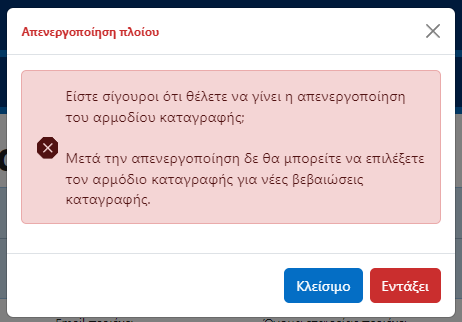 Απενεργοποίηση πλοίου
Είστε σίγουροι ότι θέλετε να γίνει η απενεργοποίηση
του αρμοδίου καταγραφής;
Μετά την απενεργοποίηση δε θα μπορείτε να επιλέξετε
τον αρμόδιο καταγραφής για νέες βεβαιώσεις
καταγραφής.
Κλείσιμο Εντάξει